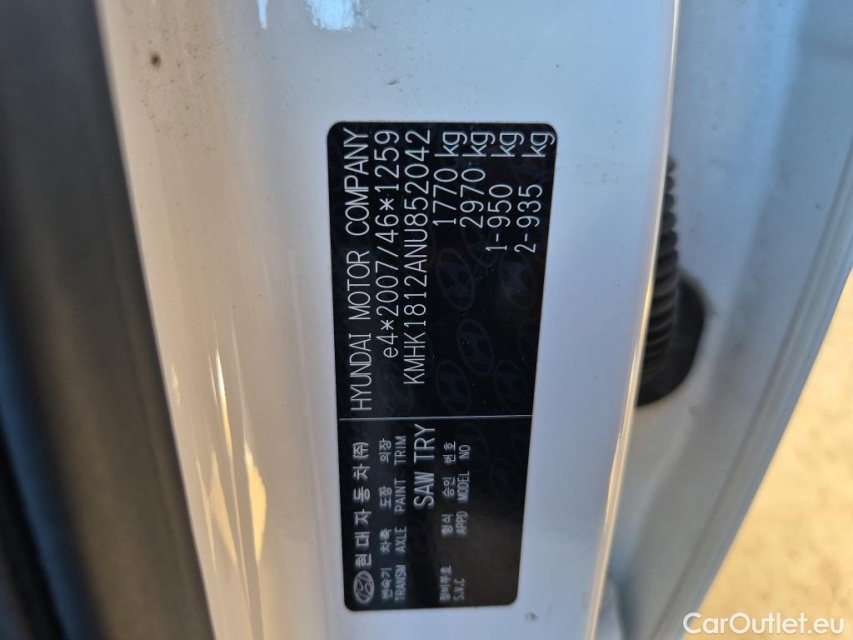 현대자동차(주)
변속기 차축 도장 의장
TRANSM AXLE PAINT TRIM
SAW TRY
형식 승인 번호
S.N.C APPD MODEL NO
HYUNDAI MOTOR COMPANY
e4*2007/46*1259
KMHK1812ANU852042
1770 kg
2970 kg
1-950 kg
2-935 kg
CarOutlet.eu